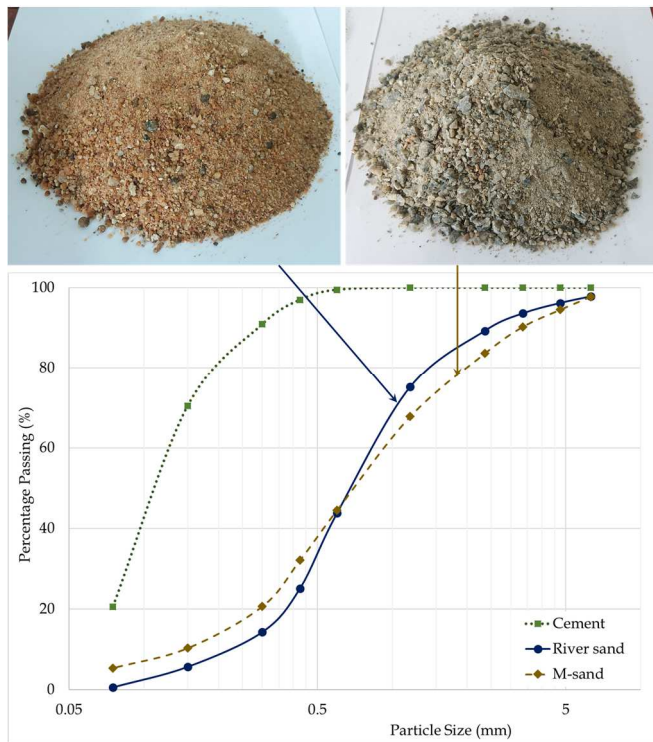 100
80
60
40
20
0
Percentage Passing (%)
0.05
0.5
5
Particle Size (mm)
Cement
River sand
M-sand